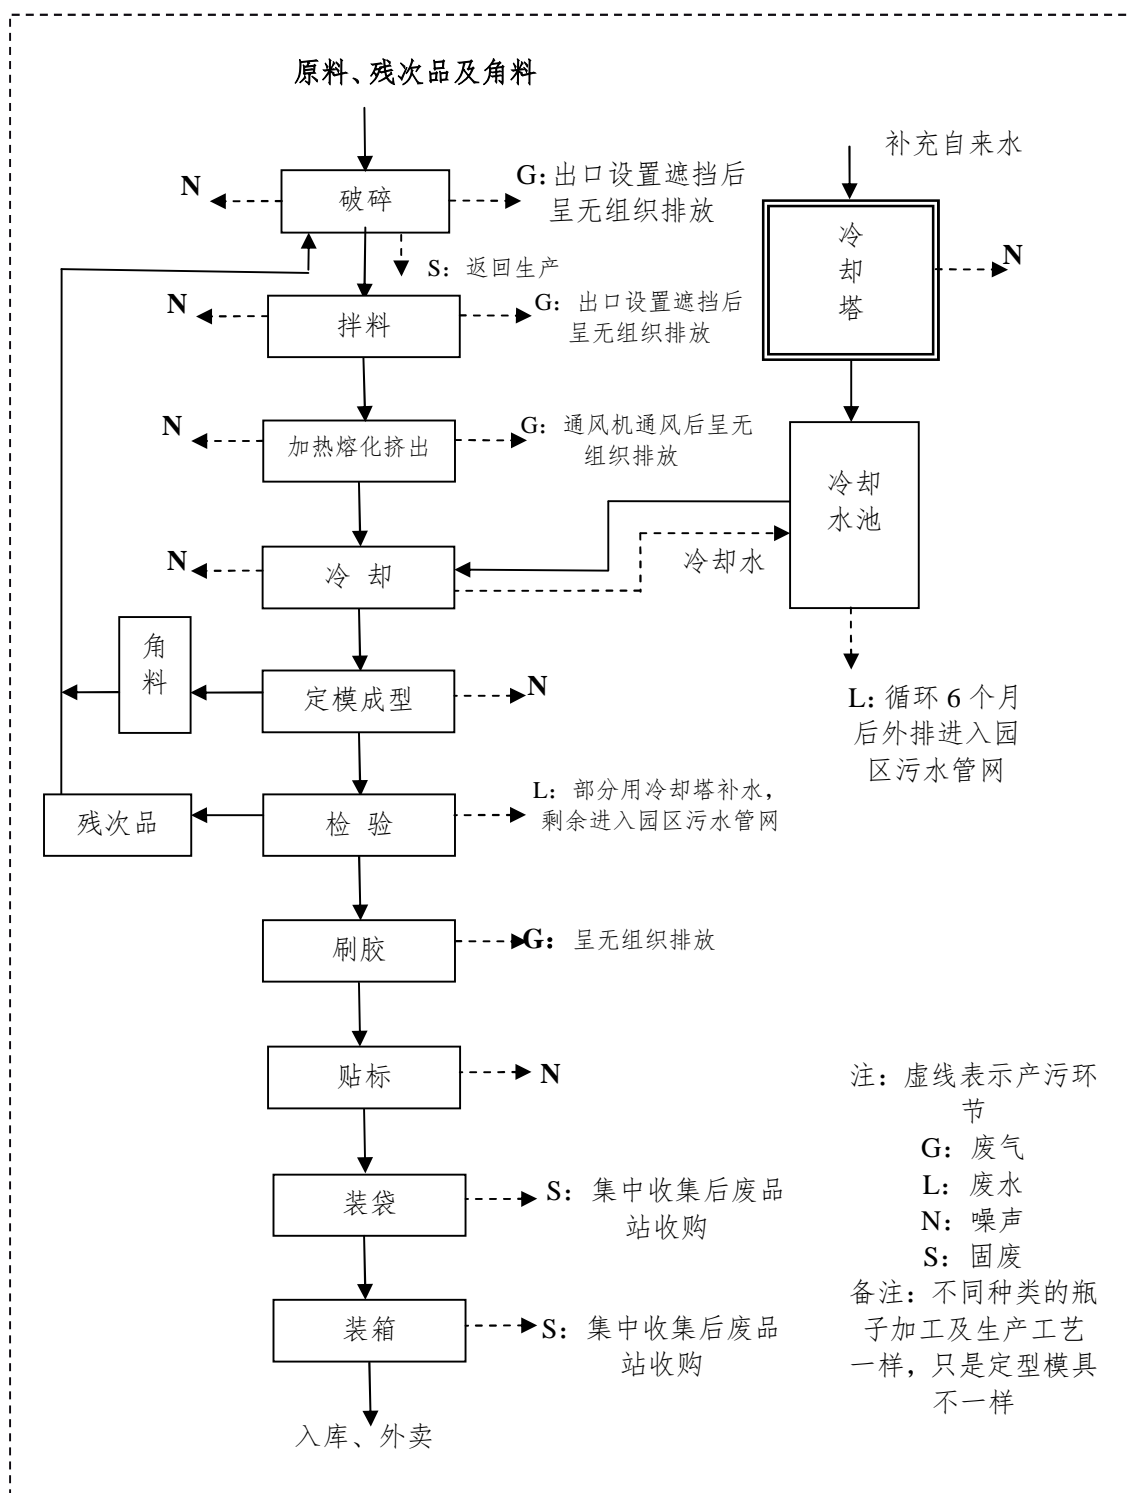 原料、残次品及角料
补充自来水
N
破碎
G：出口设置遮挡后
呈无组织排放
冷
却
塔
N
S：返回生产
N
拌料
G：出口设置遮挡后
呈无组织排放
N
加热熔化挤出
G：通风机通风后呈无
组织排放
冷却
水池
N
冷 却
冷却水
角
料
定模成型
N
L：循环 6 个月
后外排进入园
区污水管网
残次品
检 验
L：部分用冷却塔补水，
剩余进入园区污水管网
刷胶
G：呈无组织排放
贴标
N
装袋
S：集中收集后废品
站收购
装箱
S：集中收集后废品
站收购
入库、外卖
注：虚线表示产污环
节
G：废气
L：废水
N：噪声
S：固废
备注：不同种类的瓶
子加工及生产工艺
一样，只是定型模具
不一样